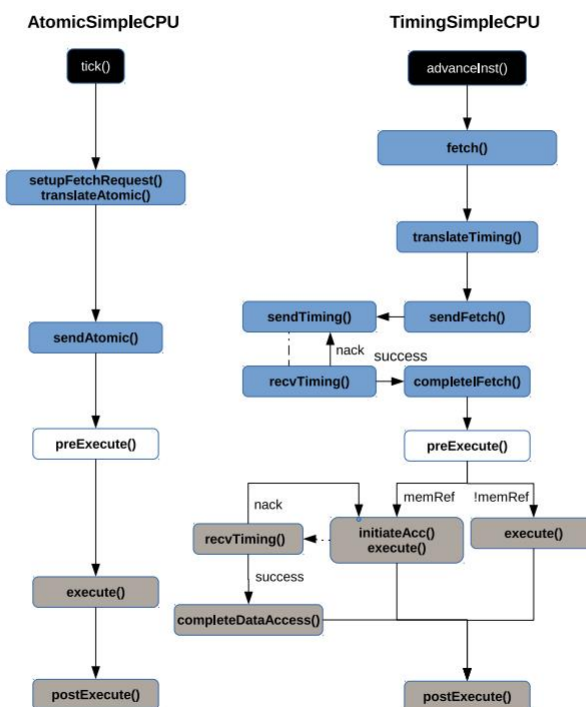 AtomicSimpleCPU
TimingSimpleCPU
tick()
advanceInst()
fetch()
setupFetchRequest()
translateAtomic()
translateTiming()
sendAtomic()
sendTiming()
sendFetch()
nack
success
recvTiming()
completeIFetch()
preExecute()
preExecute()
memRef
!memRef
nack
recvTiming()
initiateAcc()
execute()
execute()
success
execute()
completeDataAccess()
postExecute()
postExecute()